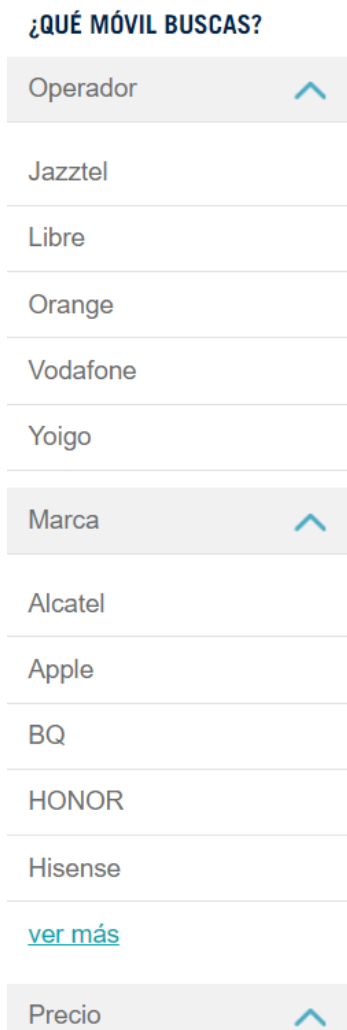 ¿QUÉ MÓVIL BUSCAS?
Operador
Jazztel
Libre
Orange
Vodafone
Yoigo
Marca
Alcatel
Apple
BQ
HONOR
Hisense
ver más
Precio